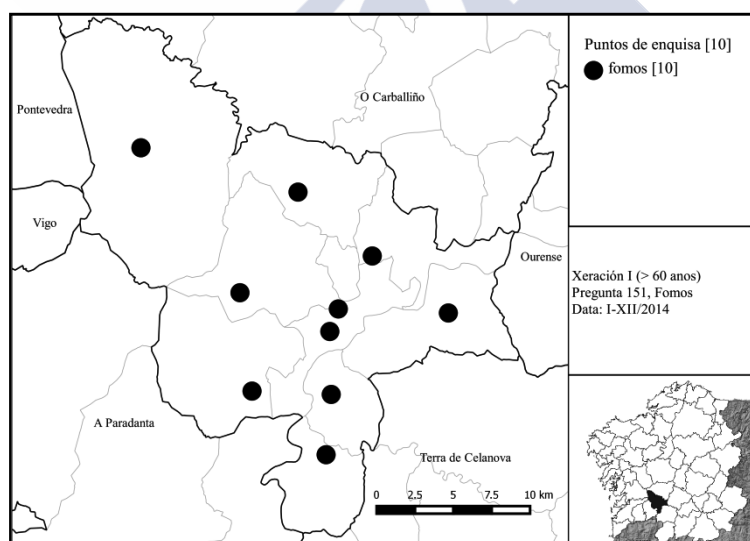 Puntos de enquisa [10]
fomos [10]
O Carballiño
Pontevedra
Vigo
Ourense
Xeración I (> 60 anos)
Pregunta 151, Fomos
Data: I-XII/2014
A Paradanta
Terra de Celanova
0 2,5 5 7.5 10 km